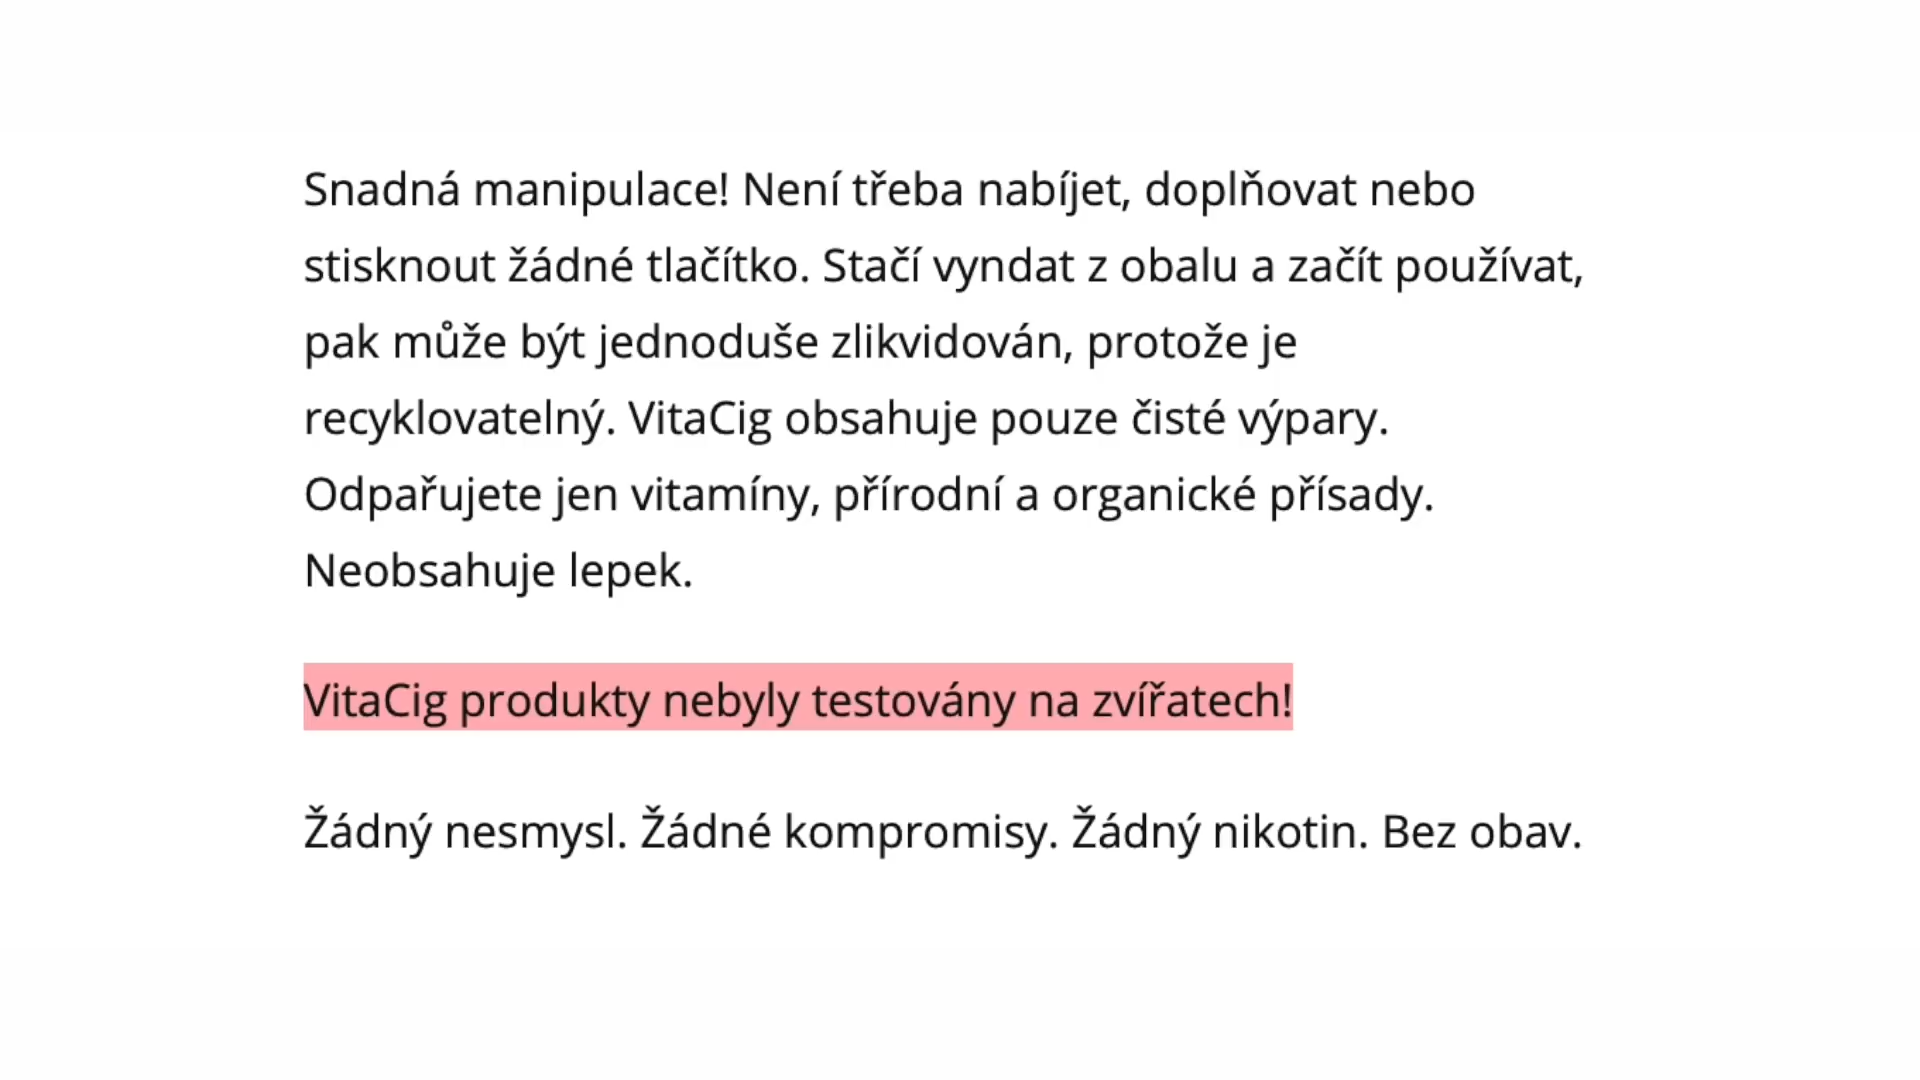 Snadná manipulace! Není třeba nabíjet, doplňovat nebo
stisknout žádné tlačítko. Stačí vyndat z obalu a začít používat,
pak může být jednoduše zlikvidován, protože je
recyklovatelný. VitaCig obsahuje pouze čisté výpary.
Odpařujete jen vitamíny, přírodní a organické přísady.
Neobsahuje lepek.
VitaCig produkty nebyly testovány na zvířatech!
Žádný nesmysl. Žádné kompromisy. Žádný nikotin. Bez obav.